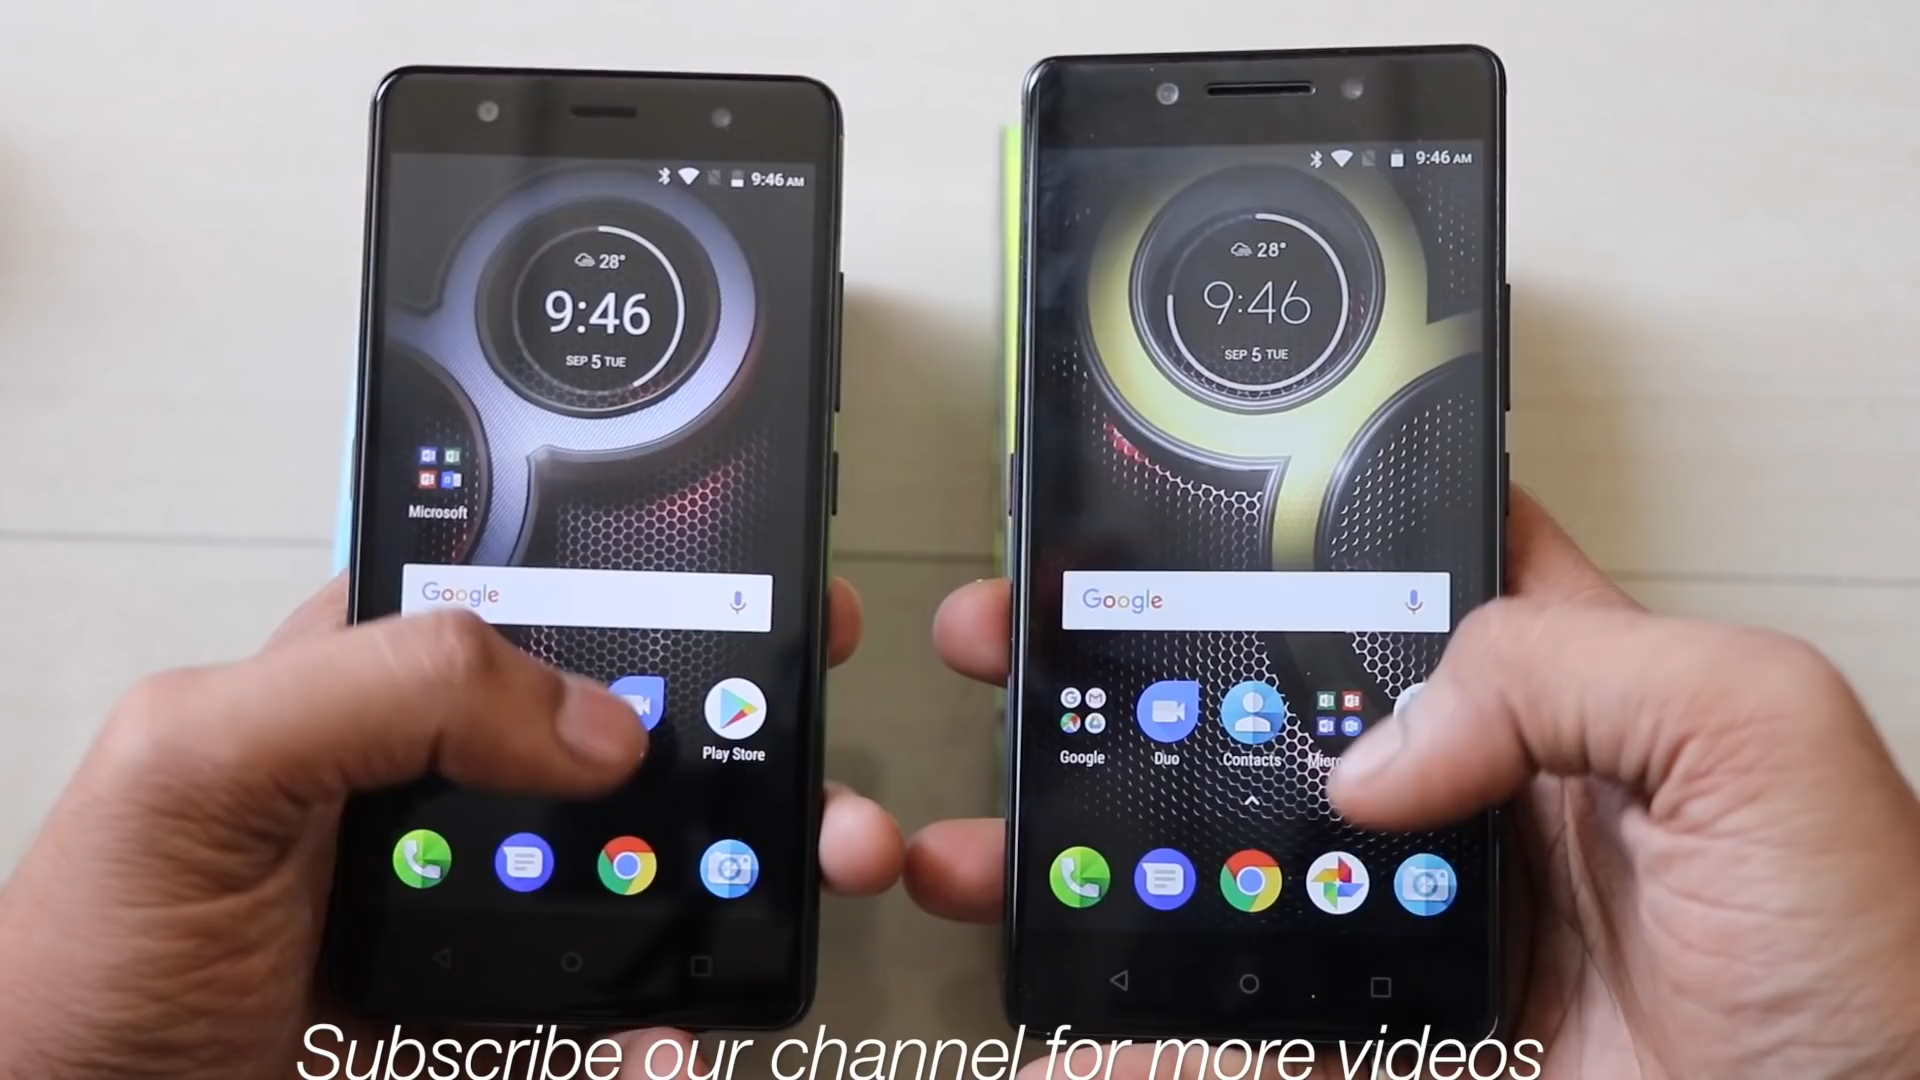 9:46 AM
28°
9:46
SEP 5 TUE
Microsoft
Google
Play Store
9:46 AM
28°
9:46
SEP 5 TUE
Google
Google
Duo
Contacts
Subscribe our channel for more videos